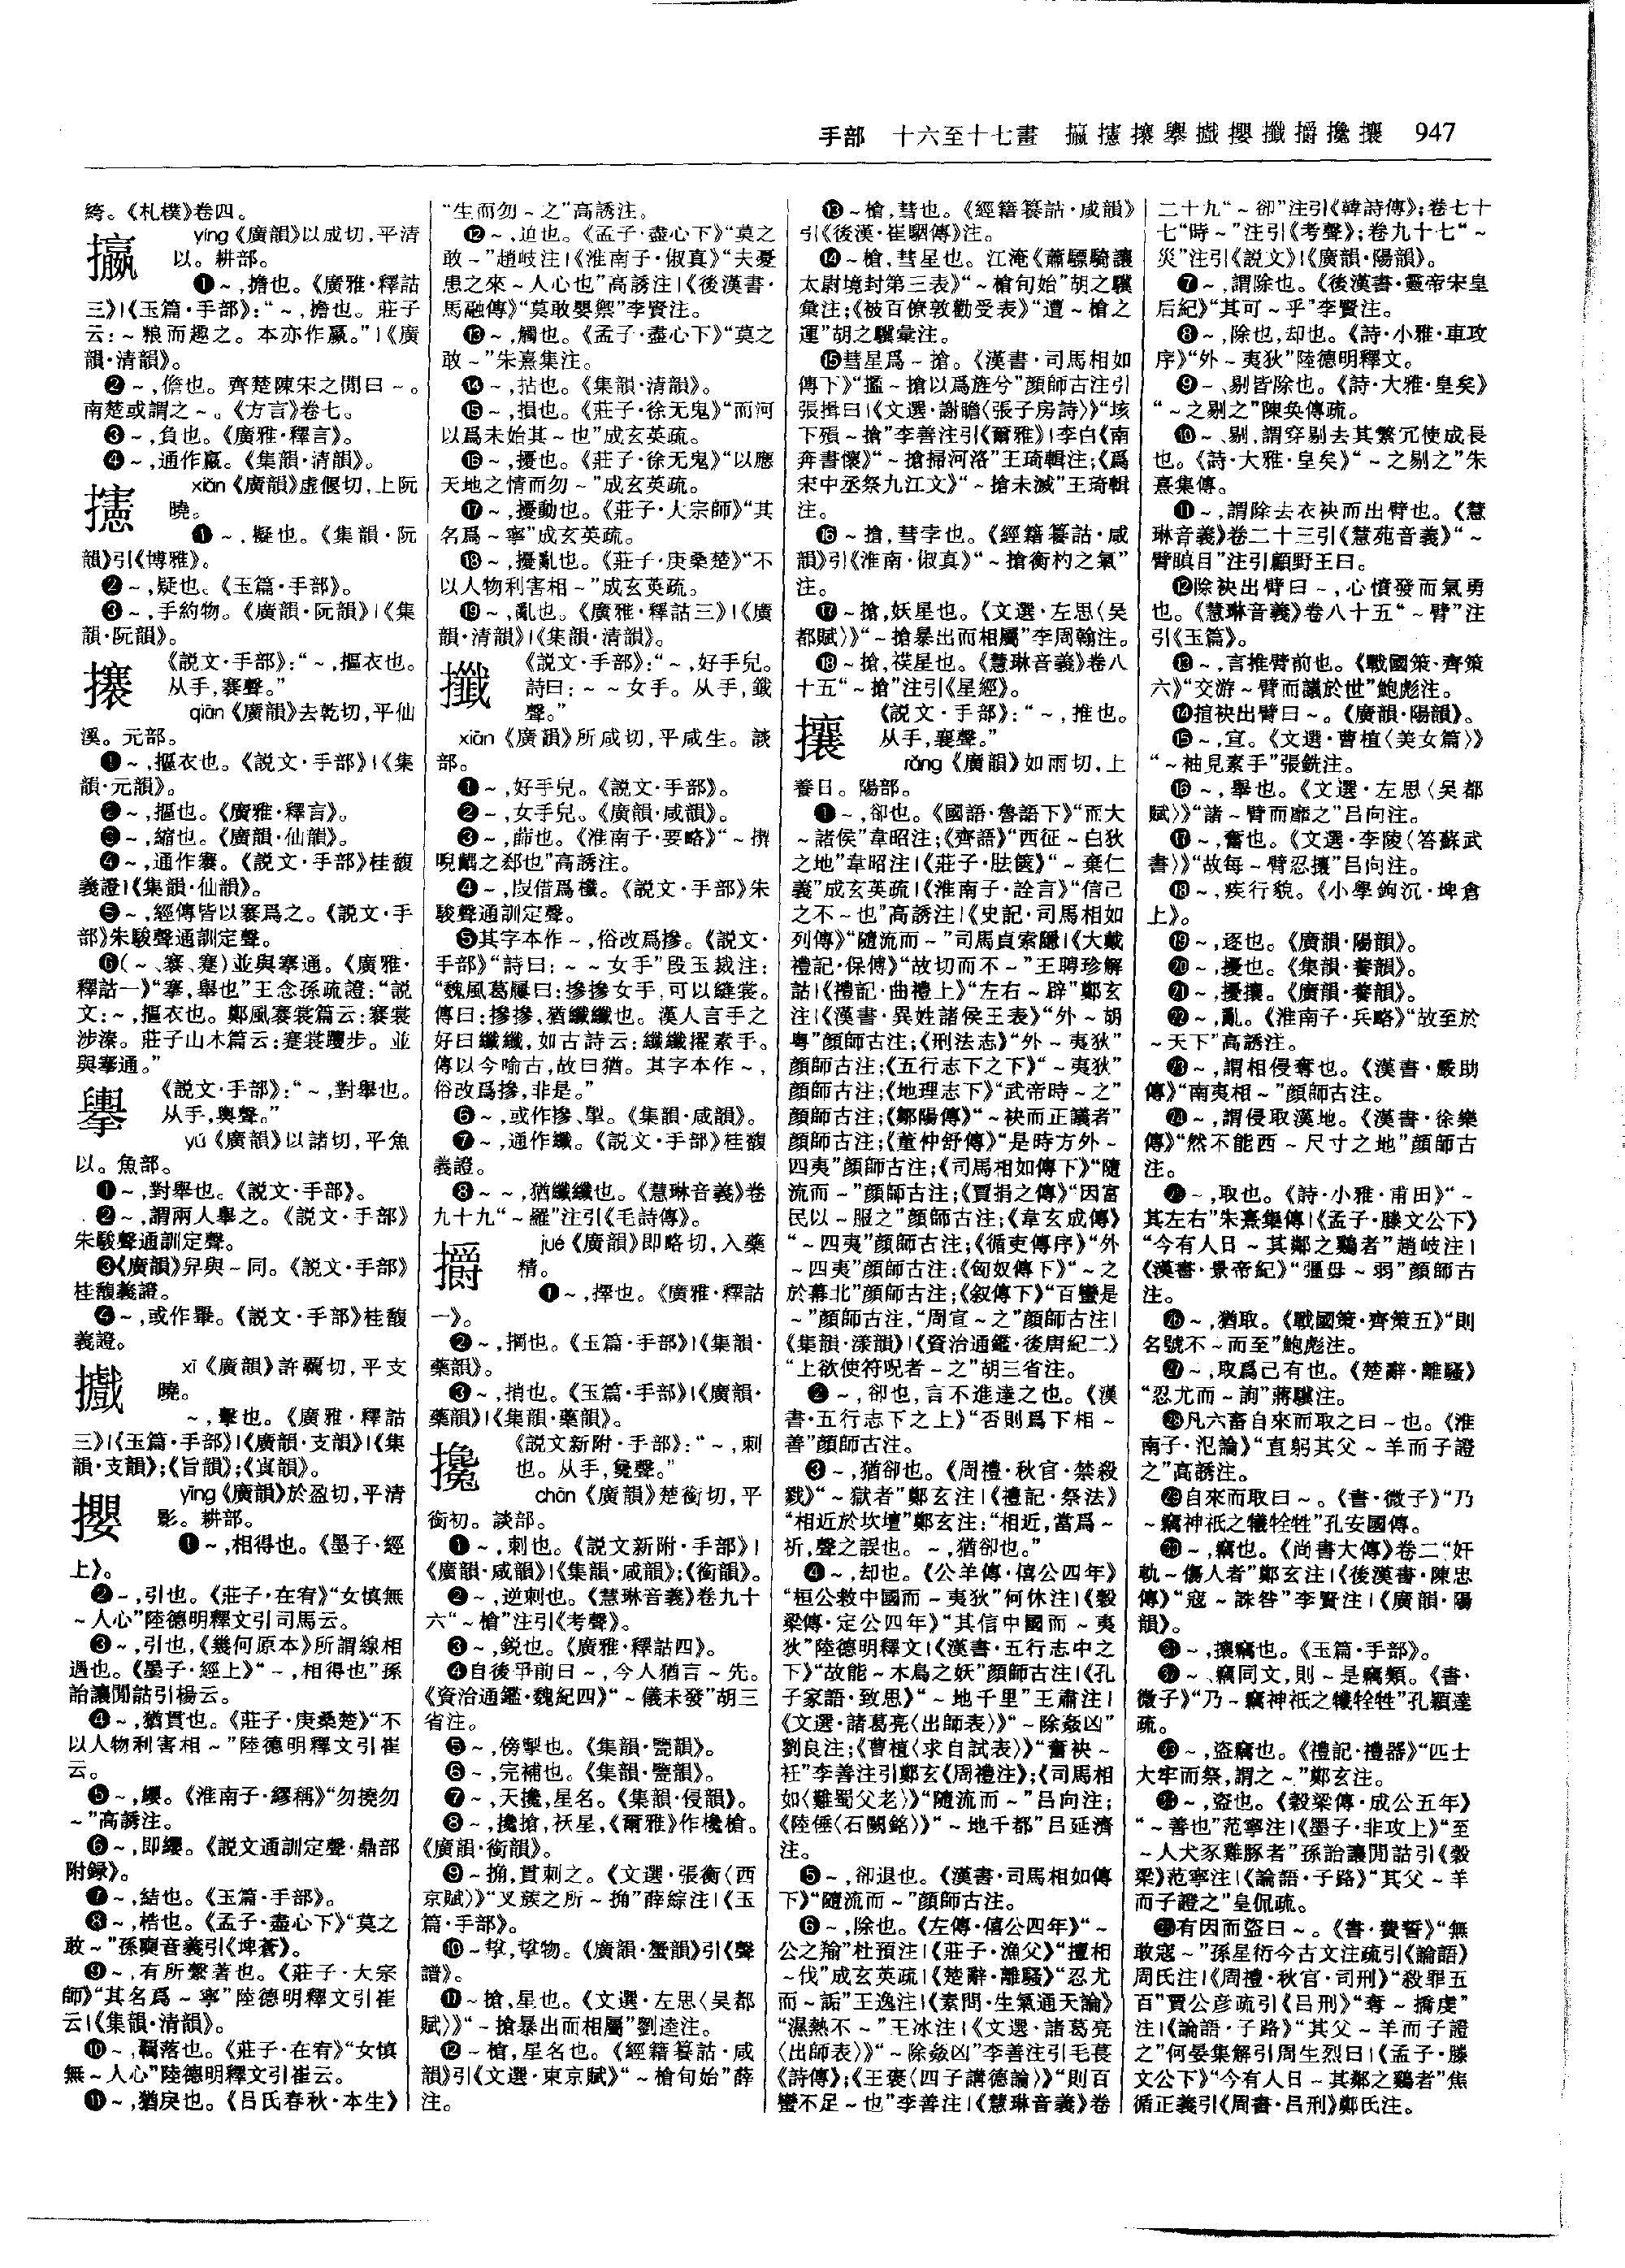 手部　十六至十七畫　攍攇攐擧㩠攖攕㩱攙攘　947
綺。《札樸》卷四。
攍
yíng《廣韻》以成切，平清
以。耕部。
❶～，擔也。《廣雅·釋詁
三》|《玉篇·手部》：“～，擔也。莊子
云：～粮而趣之。本亦作贏。”|《廣
韻·清韻》。
❷～，儋也。齊楚陳宋之閒曰～。
南楚或謂之～。《方言》卷七。
❸～，負也。《廣雅·釋言》。
❹～，通作贏。《集韻·清韻》。
攇
xiǎn《廣韻》虛偃切，上阮
曉。
❶～，擬也。《集韻·阮
韻》引《博雅》。
❷～，疑也。《玉篇·手部》。
❸～，手約物。《廣韻·阮韻》|《集
韻·阮韻》。
攐
《説文·手部》：“～，摳衣也。
从手，褰聲。”
qiān《廣韻》去乾切，平仙
溪。元部。
❶～，摳衣也。《説文·手部》|《集
韻·元韻》。
❷～，摳也。《廣雅·釋言》。
❸～，縮也。《廣韻·仙韻》。
❹～，通作褰。《説文·手部》桂馥
義證|《集韻·仙韻》。
❺～，經傳皆以褰爲之。《説文·手
部》朱駿聲通訓定聲。
❻（～、褰、蹇）並與搴通。《廣雅·
釋詁一》“搴，舉也”王念孫疏證：“説
文：～，摳衣也。鄭風褰裳篇云：褰裳
涉溱。莊子山木篇云：蹇裳躩步。並
與搴通。”
擧
《説文·手部》：“～，對舉也。
从手，輿聲。”
yú《廣韻》以諸切，平魚
以。魚部。
❶～，對舉也。《説文·手部》。
❷～，謂兩人舉之。《説文·手部》
朱駿聲通訓定聲。
❸《廣韻》舁與～同。《説文·手部》
桂馥義證。
❹～，或作轝。《説文·手部》桂馥
義證。
㩠
xī《廣韻》許羈切，平支
曉。
～，擊也。《廣雅·釋詁
三》|《玉篇·手部》|《廣韻·支韻》|《集
韻·支韻》；《旨韻》；《寘韻》。
攖
yīng《廣韻》於盈切，平清
影。耕部。
❶～，相得也。《墨子·經
上》。
❷～，引也。《莊子·在宥》“女慎無
～人心”陸德明釋文引司馬云。
❸～，引也，《幾何原本》所謂線相
遇也。《墨子·經上》“～，相得也”孫
詒讓閒詁引楊云。
❹～，猶貫也。《莊子·庚桑楚》“不
以人物利害相～”陸德明釋文引崔
云。
❺～，纓。《淮南子·繆稱》“勿撓勿
～”高誘注。
❻～，即纓。《説文通訓定聲·鼎部
附録》。
❼～，結也。《玉篇·手部》。
❽～，梏也。《孟子·盡心下》“莫之
敢～”孫奭音義引《埤蒼》。
❾～，有所繫著也。《莊子·大宗
師》“其名爲～寧”陸德明釋文引崔
云|《集韻·清韻》。
❿～，羈落也。《莊子·在宥》“女慎
無～人心”陸德明釋文引崔云。
⓫～，猶戾也。《吕氏春秋·本生》
“生而勿～之”高誘注。
⓬～，迫也。《孟子·盡心下》“莫之
敢～”趙岐注|《淮南子·俶真》“夫憂
患之來～人心也”高誘注|《後漢書·
馬融傳》“莫敢嬰禦”李賢注。
⓭～，觸也。《孟子·盡心下》“莫之
敢～”朱熹集注。
⓮～，拈也。《集韻·清韻》。
⓯～，損也。《莊子·徐无鬼》“而河
以爲未始其～也”成玄英疏。
⓰～，擾也。《莊子·徐无鬼》“以應
天地之情而勿～”成玄英疏。
⓱～，擾動也。《莊子·大宗師》“其
名爲～寧”成玄英疏。
⓲～，擾亂也。《莊子·庚桑楚》“不
以人物利害相～”成玄英疏。
⓳～，亂也。《廣雅·釋詁三》|《廣
韻·清韻》|《集韻·清韻》。
攕
《説文·手部》：“～，好手皃。
詩曰：～～女手。从手，韱
聲。”
xiān《廣韻》所咸切，平咸生。談
部。
❶～，好手皃。《説文·手部》。
❷～，女手皃。《廣韻·咸韻》。
❸～，篩也。《淮南子·要略》“～揳
唲齵之郄也”高誘注。
❹～，叚借爲櫼。《説文·手部》朱
駿聲通訓定聲。
❺其字本作～，俗改爲摻。《説文·
手部》“詩曰：～～女手”段玉裁注：
“魏風葛屨曰：摻摻女手，可以縫裳。
傳曰：摻摻，猶纖纖也。漢人言手之
好曰纖纖，如古詩云：纖纖擢素手。
傳以今喻古，故曰猶。其字本作～，
俗改爲摻，非是。”
❻～，或作摻、揱。《集韻·咸韻》。
❼～，通作纖。《説文·手部》桂馥
義證。
❽～～，猶纖纖也。《慧琳音義》卷
九十九“～羅”注引《毛詩傳》。
㩱
jué《廣韻》即略切，入藥
精。
❶～，擇也。《廣雅·釋詁
一》。
❷～，搁也。《玉篇·手部》|《集韻·
藥韻》。
❸～，捎也。《玉篇·手部》|《廣韻·
藥韻》|《集韻·藥韻》。
攙
《説文新附·手部》：“～，刺
也。从手，毚聲。”
chān《廣韻》楚銜切，平
銜初。談部。
❶～，刺也。《説文新附·手部》|
《廣韻·咸韻》|《集韻·咸韻》；《銜韻》。
❷～，逆刺也。《慧琳音義》卷九十
六“～槍”注引《考聲》。
❸～，鋭也。《廣雅·釋詁四》。
❹自後爭前曰～，今人猶言～先。
《資治通鑑·魏紀四》“～儀未發”胡三
省注。
❺～，傍掣也。《集韻·鹽韻》。
❻～，完補也。《集韻·鹽韻》。
❼～，天攙，星名。《集韻·侵韻》。
❽～，攙搶，祅星，《爾雅》作欃槍。
《廣韻·銜韻》。
❾～捔，貫刺之。《文選·張衡〈西
京賦〉》“叉蔟之所～捔”薛綜注|《玉
篇·手部》。
❿～搫，搫物。《廣韻·蟹韻》引《聲
譜》。
⓫～搶，星也。《文選·左思〈吴都
賦〉》“～搶暴出而相屬”劉逵注。
⓬～槍，星名也。《經籍籑詁·咸
韻》引《文選·東京賦》“～槍旬始”薛
注。
⓭～槍，彗也。《經籍籑詁·咸韻》
引《後漢·崔駰傳》注。
⓮～槍，彗星也。江淹《蕭驃騎讓
太尉增封第三表》“～槍旬始”胡之驥
彙注；《被百僚敦勸受表》“遭～槍之
運”胡之驥彙注。
⓯彗星爲～搶。《漢書·司馬相如
傳下》“攬～搶以爲旌兮”顔師古注引
張揖曰|《文選·謝瞻〈張子房詩〉》“垓
下殞～搶”李善注引《爾雅》|李白《南
奔書懷》“～搶掃河洛”王琦輯注；《爲
宋中丞祭九江文》“～搶未滅”王琦輯
注。
⓰～搶，彗孛也。《經籍籑詁·咸
韻》引《淮南·俶真》“～搶衡杓之氣”
注。
⓱～搶，妖星也。《文選·左思〈吴
都賦〉》“～搶暴出而相屬”李周翰注。
⓲～搶，祅星也。《慧琳音義》卷八
十五“～搶”注引《星經》。
攘
《説文·手部》：“～，推也。
从手，襄聲。”
rǎng《廣韻》如兩切，上
養日。陽部。
❶～，卻也。《國語·魯語下》“而大
～諸侯”韋昭注；《齊語》“西征～白狄
之地”韋昭注|《莊子·胠篋》“～棄仁
義”成玄英疏|《淮南子·詮言》“信己
之不～也”高誘注|《史記·司馬相如
列傳》“隨流而～”司馬貞索隱|《大戴
禮記·保傅》“故切而不～”王聘珍解
詁|《禮記·曲禮上》“左右～辟”鄭玄
注|《漢書·異姓諸侯王表》“外～胡
粤”顔師古注；《刑法志》“外～夷狄”
顔師古注；《五行志下之下》“～夷狄”
顔師古注；《地理志下》“武帝時～之”
顔師古注；《鄒陽傳》“～袂而正議者”
顔師古注；《董仲舒傳》“是時方外～
四夷”顔師古注；《司馬相如傳下》“隨
流而～”顔師古注；《賈捐之傳》“因富
民以～服之”顔師古注；《韋玄成傳》
“～四夷”顔師古注；《循吏傳序》“外
～四夷”顔師古注；《匈奴傳下》“～之
於幕北”顔師古注；《叙傳下》“百蠻是
～”顔師古注，“周宣～之”顔師古注|
《集韻·漾韻》|《資治通鑑·後唐紀二》
“上欲使符呪者～之”胡三省注。
❷～，卻也，言不進達之也。《漢
書·五行志下之上》“否則爲下相～
善”顔師古注。
❸～，猶卻也。《周禮·秋官·禁殺
戮》“～獄者”鄭玄注|《禮記·祭法》
“相近於坎壇”鄭玄注：“相近，當爲～
祈，聲之誤也。～，猶卻也。”
❹～，却也。《公羊傳·僖公四年》
“桓公救中國而～夷狄”何休注|《穀
梁傳·定公四年》“其信中國而～夷
狄”陸德明釋文|《漢書·五行志中之
下》“故能～木鳥之妖”顔師古注|《孔
子家語·致思》“～地千里”王肅注|
《文選·諸葛亮〈出師表〉》“～除姦凶”
劉良注；《曹植〈求自試表〉》“奮袂～
衽”李善注引鄭玄《周禮注》；《司馬相
如〈難蜀父老〉》“隨流而～”吕向注；
《陸倕〈石闕銘〉》“～地千都”吕延濟
注。
❺～，卻退也。《漢書·司馬相如傳
下》“隨流而～”顔師古注。
❻～，除也。《左傳·僖公四年》“～
公之羭”杜預注|《莊子·漁父》“擅相
～伐”成玄英疏|《楚辭·離騷》“忍尤
而～詬”王逸注|《素問·生氣通天論》
“濕熱不～”王冰注|《文選·諸葛亮
〈出師表〉》“～除姦凶”李善注引毛萇
《詩傳》；《王褒〈四子講德論〉》“則百
蠻不足～也”李善注|《慧琳音義》卷
二十九“～卻”注引《韓詩傳》；卷七十
七“時～”注引《考聲》；卷九十七“～
災”注引《説文》|《廣韻·陽韻》。
❼～，謂除也。《後漢書·靈帝宋皇
后紀》“其可～乎”李賢注。
❽～，除也，却也。《詩·小雅·車攻
序》“外～夷狄”陸德明釋文。
❾～、剔皆除也。《詩·大雅·皇矣》
“～之剔之”陳奂傳疏。
❿～、剔，謂穿剔去其繁冗使成長
也。《詩·大雅·皇矣》“～之剔之”朱
熹集傳。
⓫～，謂除去衣袂而出臂也。《慧
琳音義》卷二十三引《慧苑音義》“～
臂瞋目”注引顧野王曰。
⓬除袂出臂曰～，心憤發而氣勇
也。《慧琳音義》卷八十五“～臂”注
引《玉篇》。
⓭～，言推臂前也。《戰國策·齊策
六》“交游～臂而議於世”鮑彪注。
⓮揎袂出臂曰～。《廣韻·陽韻》。
⓯～，宣。《文選·曹植〈美女篇〉》
“～袖見素手”張銑注。
⓰～，舉也。《文選·左思〈吴都
賦〉》“諸～臂而靡之”吕向注。
⓱～，奮也。《文選·李陵〈答蘇武
書〉》“故每～臂忍攘”吕向注。
⓲～，疾行貌。《小學鉤沉·埤倉
上》。
⓳～，逐也。《廣韻·陽韻》。
⓴～，擾也。《集韻·養韻》。
㉑～，擾攘。《廣韻·養韻》。
㉒～，亂。《淮南子·兵略》“故至於
～天下”高誘注。
㉓～，謂相侵奪也。《漢書·嚴助
傳》“南夷相～”顔師古注。
㉔～，謂侵取漢地。《漢書·徐樂
傳》“然不能西～尺寸之地”顔師古
注。
㉕～，取也。《詩·小雅·甫田》“～
其左右”朱熹集傳|《孟子·滕文公下》
“今有人日～其鄰之鷄者”趙岐注|
《漢書·景帝紀》“彊毋～弱”顔師古
注。
㉖～，猶取。《戰國策·齊策五》“則
名號不～而至”鮑彪注。
㉗～，取爲己有也。《楚辭·離騷》
“忍尤而～詢”蔣驥注。
㉘凡六畜自來而取之曰～也。《淮
南子·氾論》“直躬其父～羊而子證
之”高誘注。
㉙自來而取曰～。《書·微子》“乃
～竊神祇之犧牷牲”孔安國傳。
㉚～，竊也。《尚書大傳》卷二“奸
軌～傷人者”鄭玄注|《後漢書·陳忠
傳》“寇～誅咎”李賢注|《廣韻·陽
韻》。
㉛～，攘竊也。《玉篇·手部》。
㉜～、竊同文，則～是竊類。《書·
微子》“乃～竊神祇之犧牷牲”孔穎達
疏。
㉝～，盗竊也。《禮記·禮器》“匹士
大牢而祭，謂之～”鄭玄注。
㉞～，盗也。《穀梁傳·成公五年》
“～善也”范寧注|《墨子·非攻上》“至
～人犬豕雞豚者”孫詒讓閒詁引《穀
梁》范寧注|《論語·子路》“其父～羊
而子證之”皇侃疏。
㉟有因而盗曰～。《書·費誓》“無
敢寇～”孫星衍今古文注疏引《論語》
周氏注|《周禮·秋官·司刑》“殺罪五
百”賈公彦疏引《吕刑》“奪～撟虔”
注|《論語·子路》“其父～羊而子證
之”何晏集解引周生烈曰|《孟子·滕
文公下》“今有人日～其鄰之鷄者”焦
循正義引《周書·吕刑》鄭氏注。